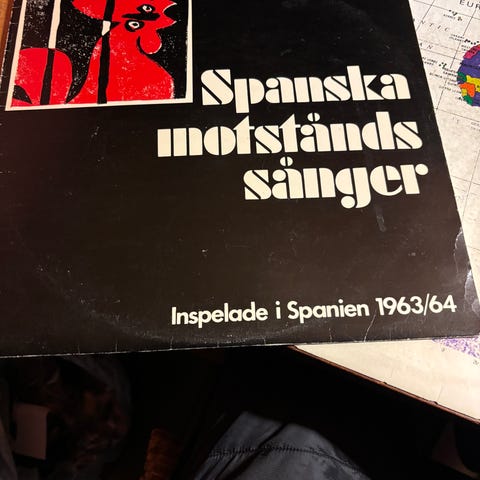 Spanska
motstånds
sånger
Inspelade i Spanien 1963/64